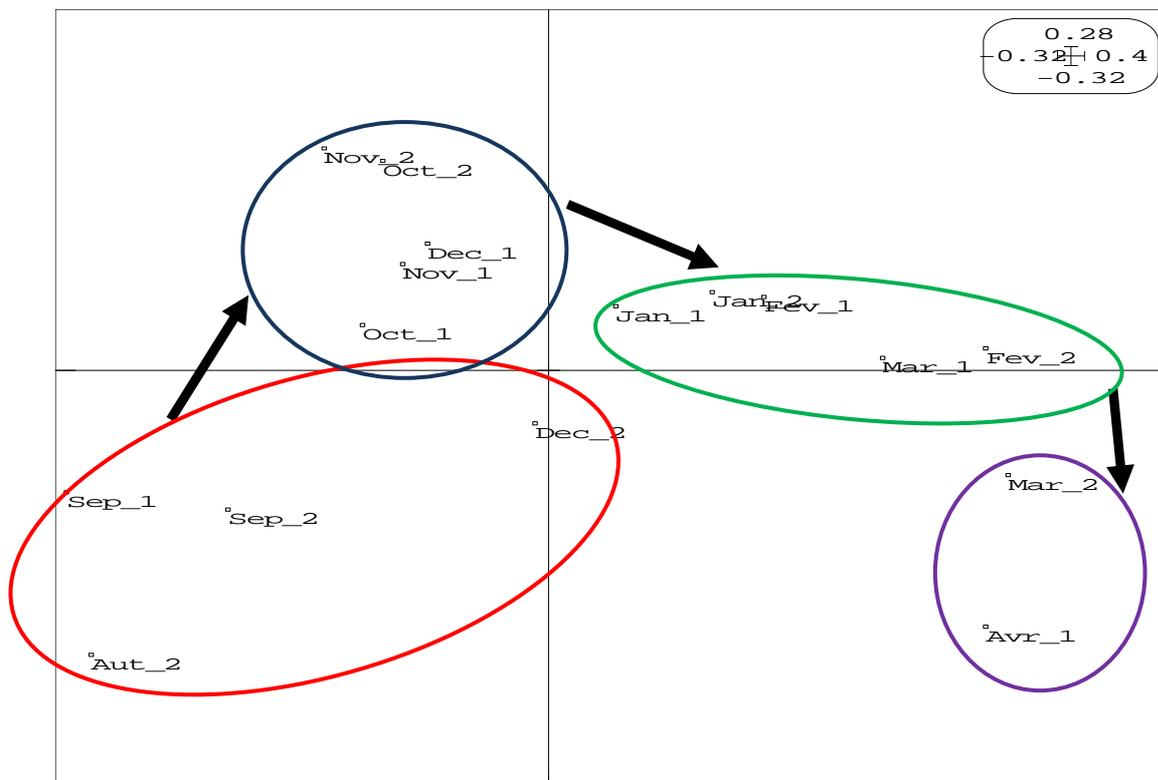 0.28
-0.32 0.4
-0.32
Nov_2
Oct_2
Dec_1
Nov_1
Jan_2
Fev_1
Jan_1
Oct_1
Fev_2
Mar_1
Dec_2
Mar_2
Sep_1
Sep_2
Avr_1
Aut_2